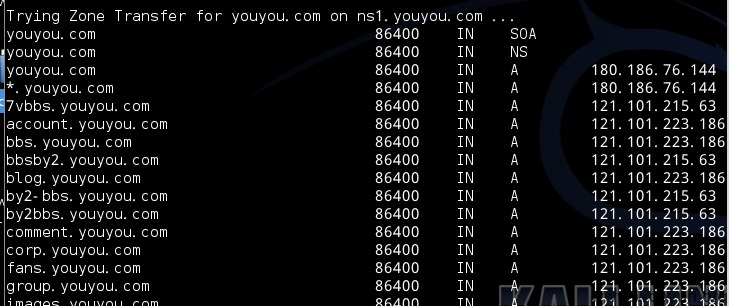 Trying Zone Transfer for youyou.com on ns1.youyou.com ...
youyou.com 86400 IN SOA
youyou.com 86400 IN NS
youyou.com 86400 IN A 180.186.76.144
*.youyou.com 86400 IN A 180.186.76.144
7vbbs.youyou.com 86400 IN A 121.101.215.63
account.youyou.com 86400 IN A 121.101.223.186
bbs.youyou.com 86400 IN A 121.101.223.186
bbsby2.youyou.com 86400 IN A 121.101.215.63
blog.youyou.com 86400 IN A 121.101.223.186
by2-bbs.youyou.com 86400 IN A 121.101.215.63
by2bbs.youyou.com 86400 IN A 121.101.215.63
comment.youyou.com 86400 IN A 121.101.223.186
corp.youyou.com 86400 IN A 121.101.223.186
fans.youyou.com 86400 IN A 121.101.223.186
group.youyou.com 86400 IN A 121.101.223.186
images.youyou.com 86400 IN A 121.101.223.186